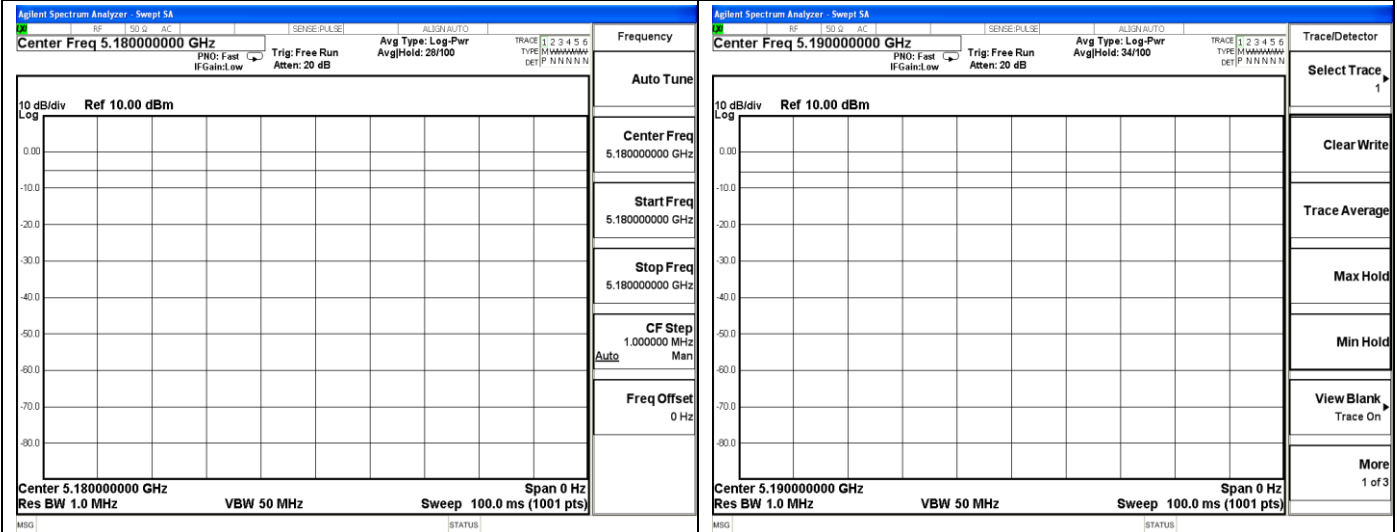 Agilent Spectrum Analyzer - Swept SA
RF 50 Ω AC SENSE:PULSE ALIGN AUTO
Center Freq 5.180000000 GHz
PNO: Fast
IFGain:Low
Trig: Free Run
Atten: 20 dB
Avg Type: Log-Pwr
Avg|Hold: 28/100
TRACE 1 2 3 4 5 6
TYPE M WWWWW
DET P N N N N N
10 dB/div Ref 10.00 dBm
Log
0.00
-10.0
-20.0
-30.0
-40.0
-50.0
-60.0
-70.0
-80.0
Center 5.180000000 GHz Span 0 Hz
Res BW 1.0 MHz VBW 50 MHz Sweep 100.0 ms (1001 pts)
MSG STATUS
Frequency
Auto Tune
Center Freq
5.180000000 GHz
Start Freq
5.180000000 GHz
Stop Freq
5.180000000 GHz
CF Step
1.000000 MHz
Auto Man
Freq Offset
0 Hz
Agilent Spectrum Analyzer - Swept SA
RF 50 Ω AC SENSE:PULSE ALIGN AUTO
Center Freq 5.190000000 GHz
PNO: Fast
IFGain:Low
Trig: Free Run
Atten: 20 dB
Avg Type: Log-Pwr
Avg|Hold: 34/100
TRACE 1 2 3 4 5 6
TYPE M WWWWW
DET P N N N N N
10 dB/div Ref 10.00 dBm
Log
0.00
-10.0
-20.0
-30.0
-40.0
-50.0
-60.0
-70.0
-80.0
Center 5.190000000 GHz Span 0 Hz
Res BW 1.0 MHz VBW 50 MHz Sweep 100.0 ms (1001 pts)
MSG STATUS
Trace/Detector
Select Trace
1
Clear Write
Trace Average
Max Hold
Min Hold
View Blank
Trace On
More
1 of 3